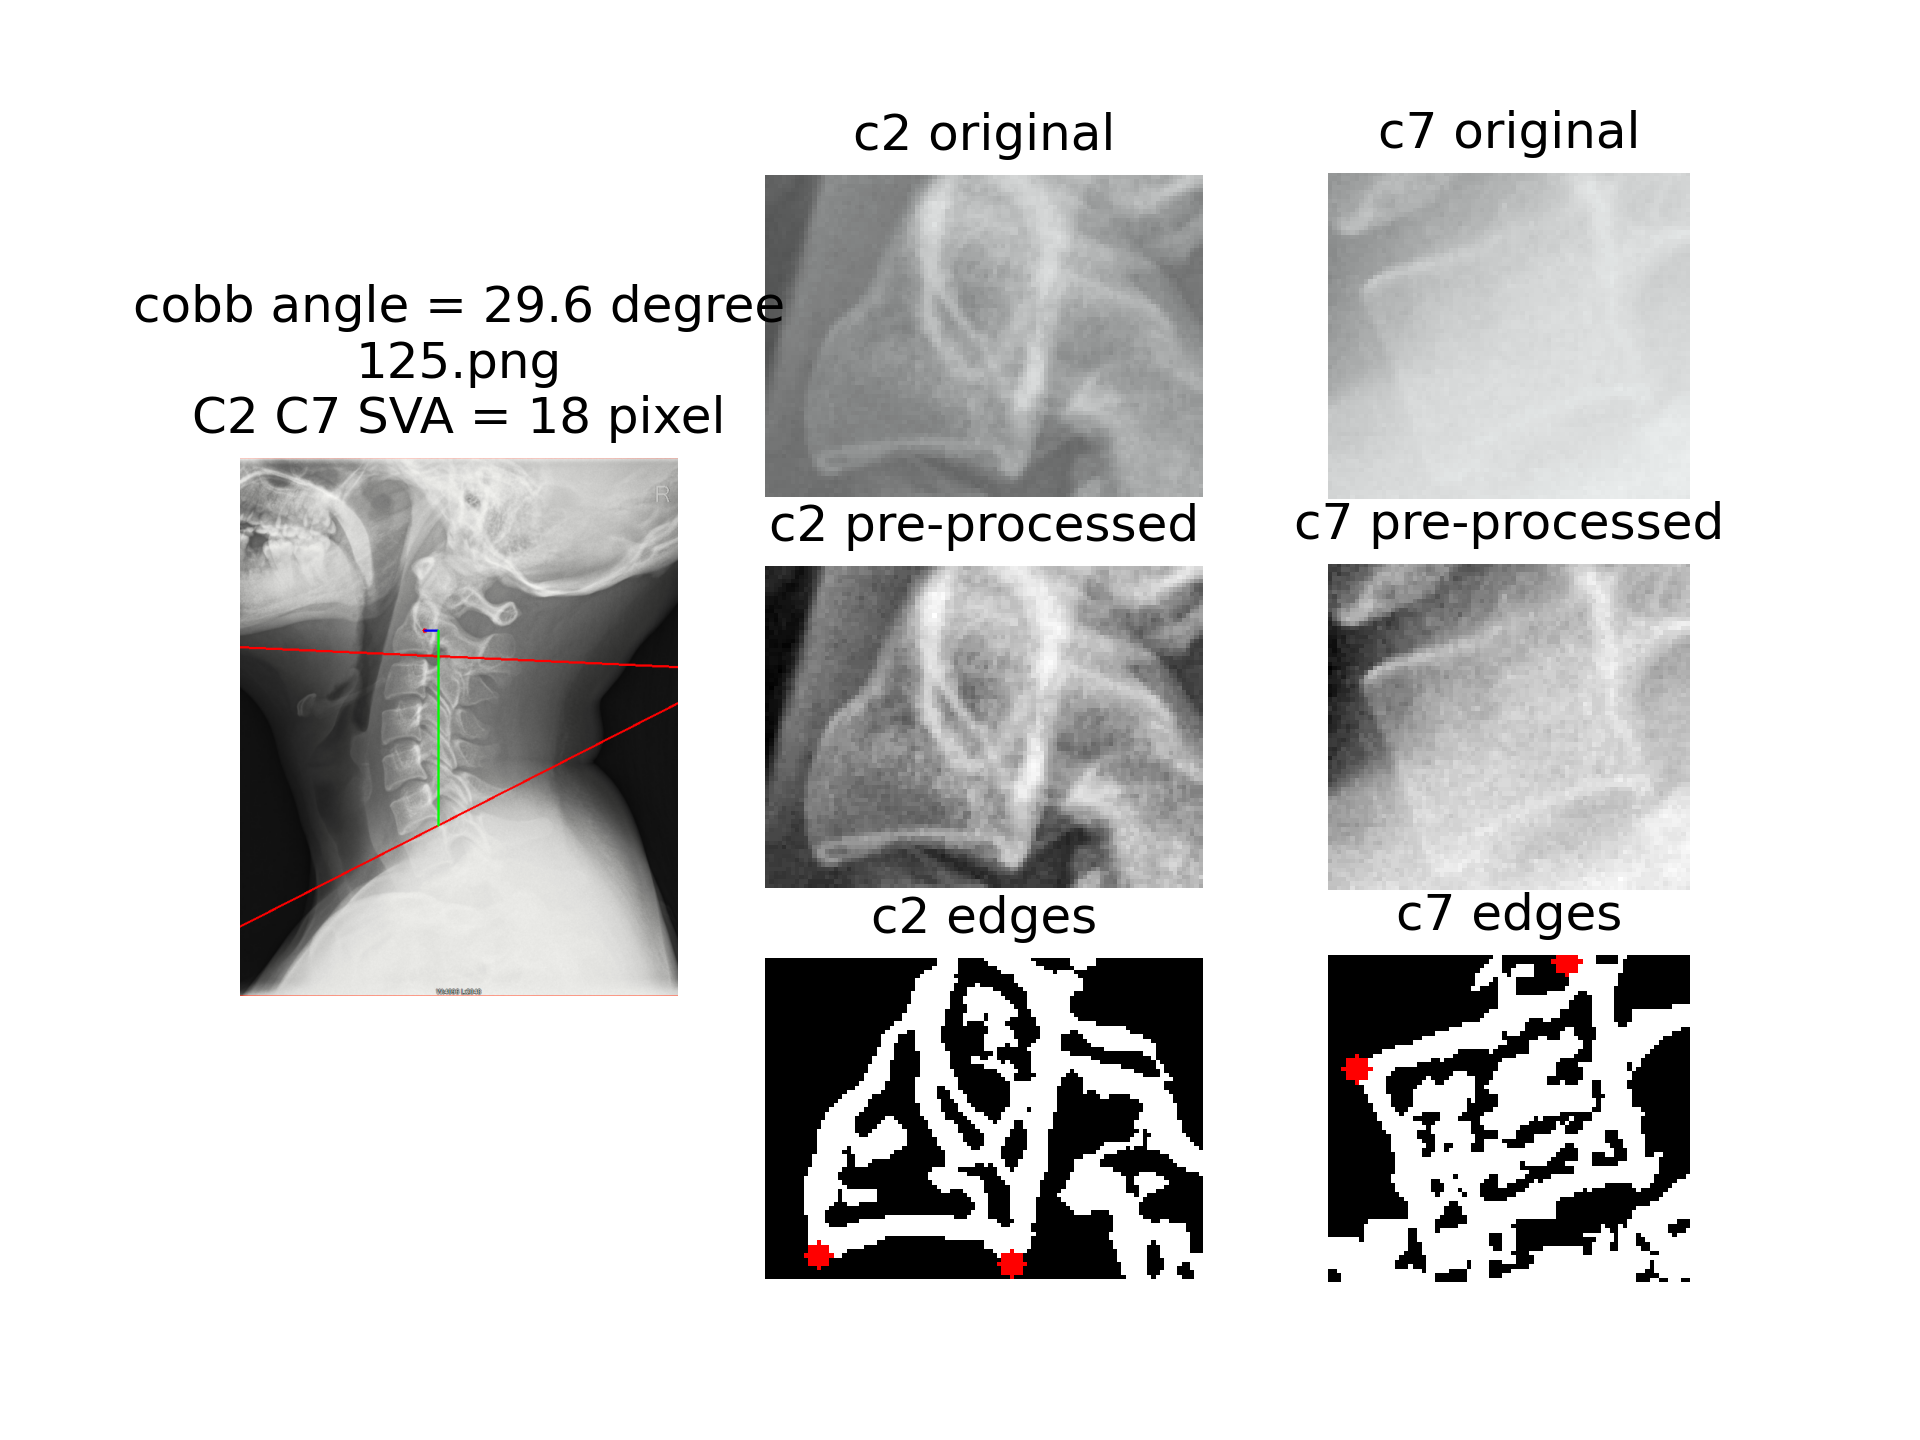 cobb angle = 29.6 degree
125.png
C2 C7 SVA = 18 pixel
R
c2 original
c7 original
c2 pre-processed
c7 pre-processed
c2 edges
c7 edges